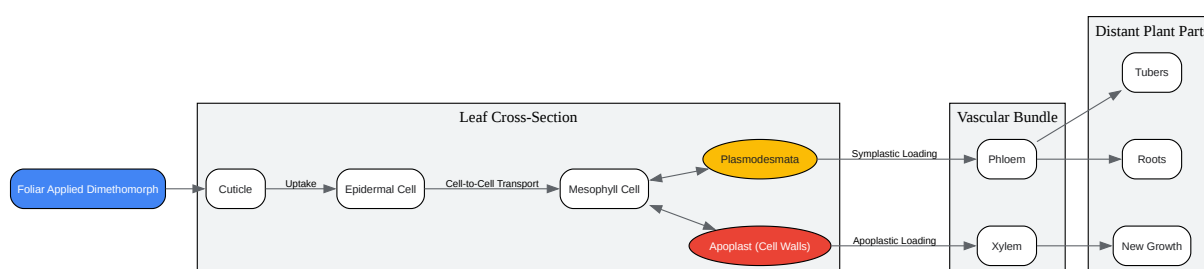 Distant Plant Part
Tubers
Leaf Cross-Section
Vascular Bundle
Plasmodesmata
Symplastic Loading
Phloem
Roots
Foliar Applied Dimethomorph
Cuticle
Uptake
Epidermal Cell
Cell-to-Cell Transport
Mesophyll Cell
Apoplast (Cell Walls)
Apoplastic Loading
Xylem
New Growth